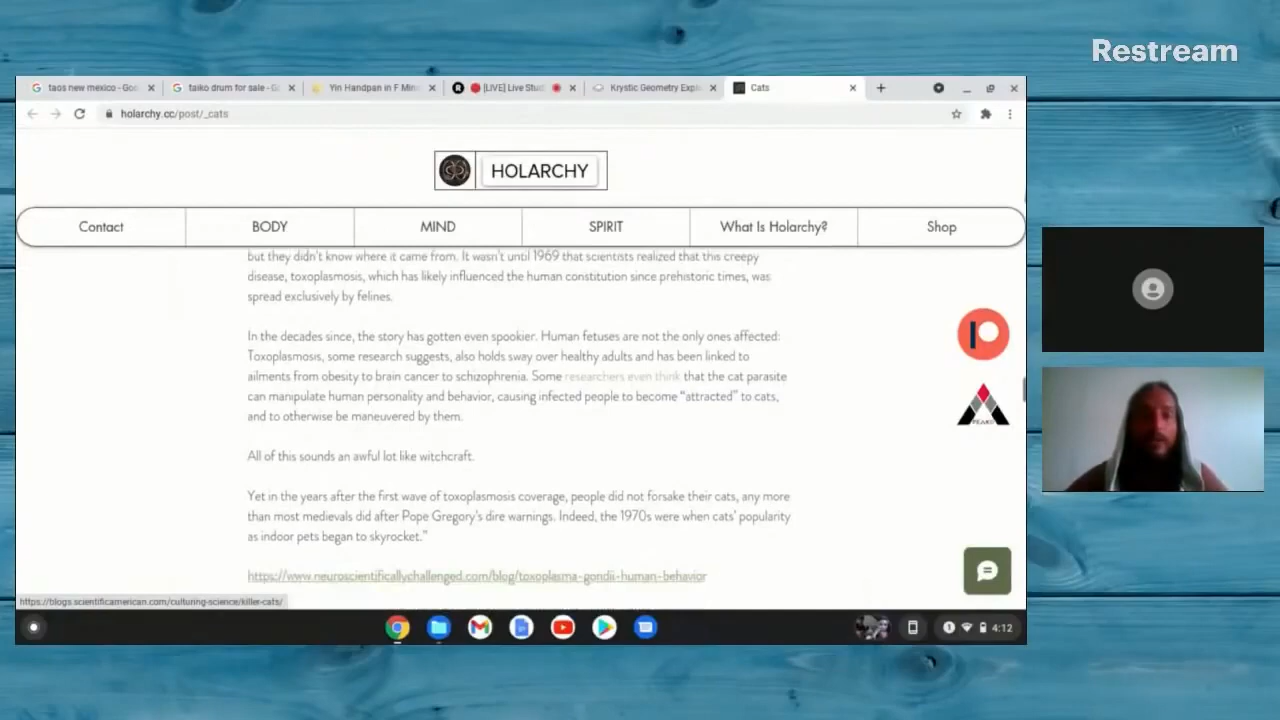 Restream
taos new mexico - Goo
taiko drum for sale - G
Yin Handpan in F Min
[LIVE] Live Stud
Krystic Geometry Expl
Cats
holarchy.cc/post/_cats
HOLARCHY
Contact
BODY
MIND
SPIRIT
What Is Holarchy?
Shop
but they didn't know where it came from. It wasn't until 1969 that scientists realized that this creepy
disease, toxoplasmosis, which has likely influenced the human constitution since prehistoric times, was
spread exclusively by felines.
In the decades since, the story has gotten even spookier. Human fetuses are not the only ones affected:
Toxoplasmosis, some research suggests, also holds sway over healthy adults and has been linked to
ailments from obesity to brain cancer to schizophrenia. Some researchers even think that the cat parasite
can manipulate human personality and behavior, causing infected people to become “attracted” to cats,
and to otherwise be maneuvered by them.
All of this sounds an awful lot like witchcraft.
Yet in the years after the first wave of toxoplasmosis coverage, people did not forsake their cats, any more
than most medievals did after Pope Gregory's dire warnings. Indeed, the 1970s were when cats' popularity
as indoor pets began to skyrocket.”
https://www.neuroscientificallychallenged.com/blog/toxoplasma-gondii-human-behavior
https://blogs.scientificamerican.com/culturing-science/killer-cats/
1
4:12